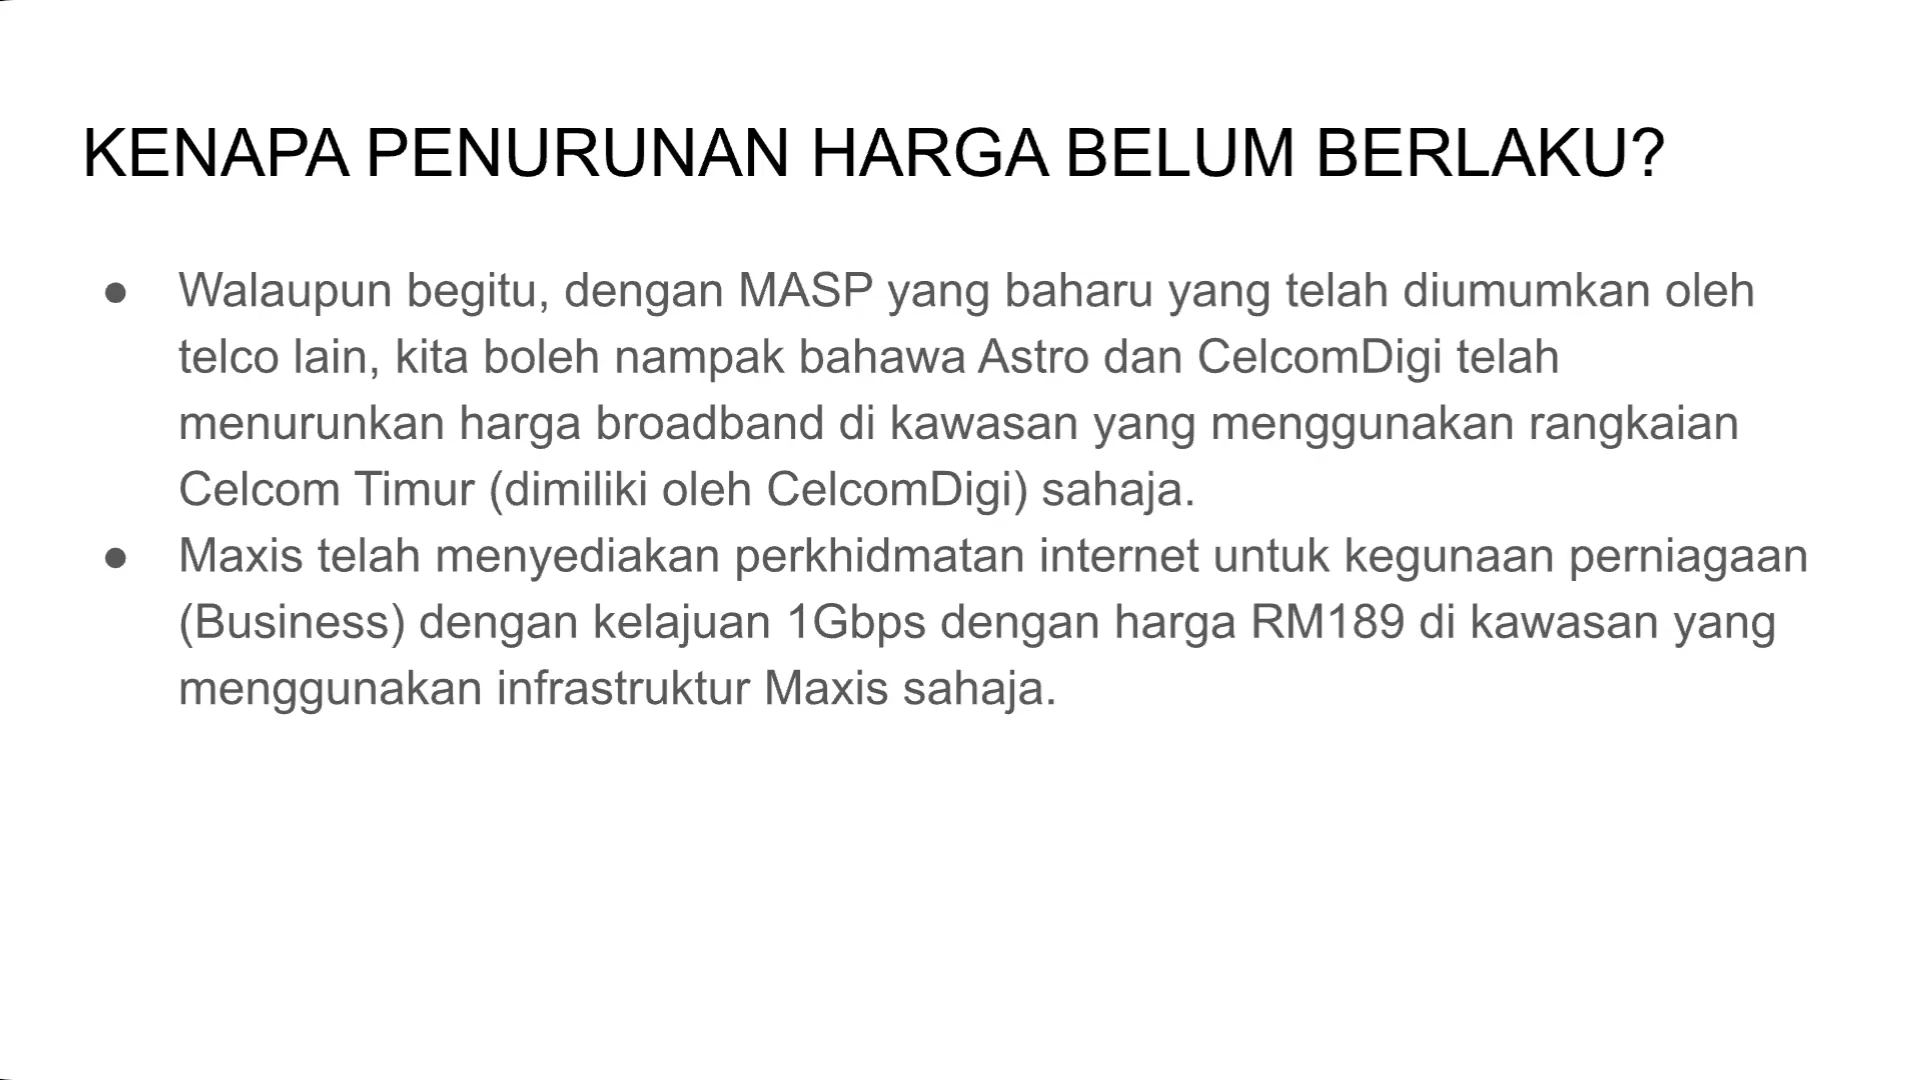 KENAPA PENURUNAN HARGA BELUM BERLAKU?
● Walaupun begitu, dengan MASP yang baharu yang telah diumumkan oleh
telco lain, kita boleh nampak bahawa Astro dan CelcomDigi telah
menurunkan harga broadband di kawasan yang menggunakan rangkaian
Celcom Timur (dimiliki oleh CelcomDigi) sahaja.
● Maxis telah menyediakan perkhidmatan internet untuk kegunaan perniagaan
(Business) dengan kelajuan 1Gbps dengan harga RM189 di kawasan yang
menggunakan infrastruktur Maxis sahaja.